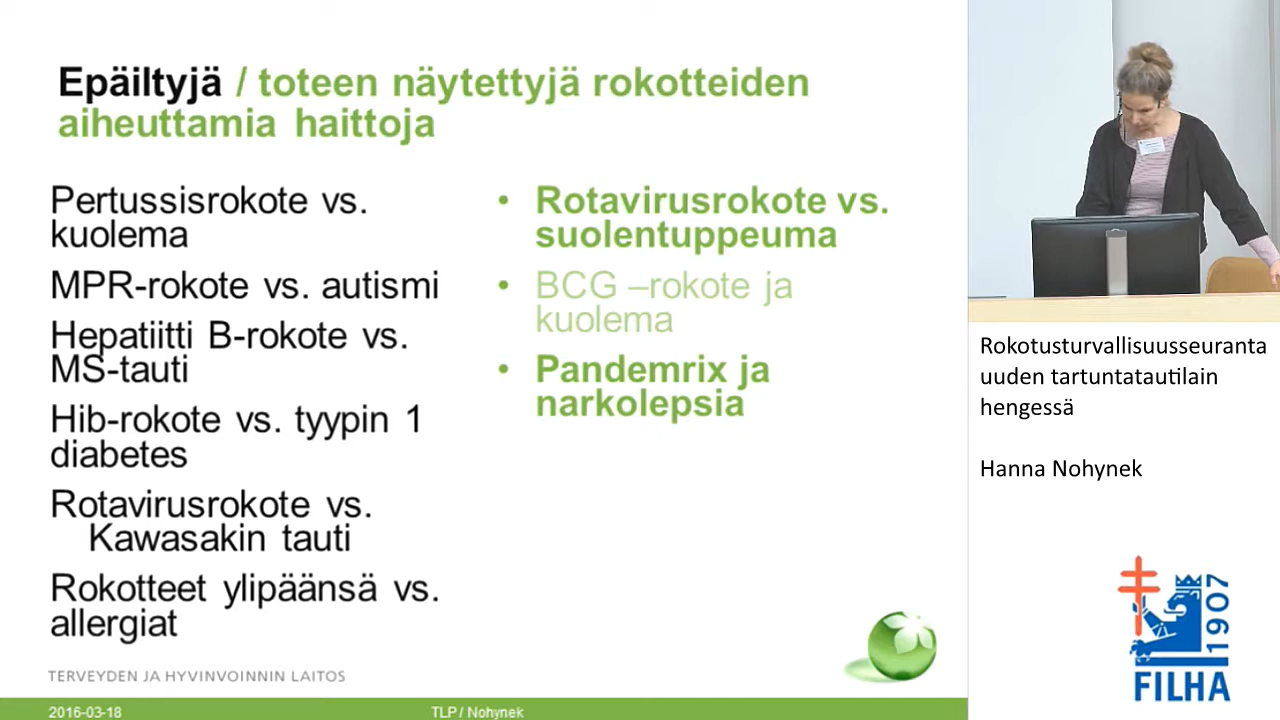 Epäiltyjä / toteen näytettyjä rokotteiden
aiheuttamia haittoja
Pertussisrokote vs.
kuolema
MPR-rokote vs. autismi
Hepatiitti B-rokote vs.
MS-tauti
Hib-rokote vs. tyypin 1
diabetes
Rotavirusrokote vs.
Kawasakin tauti
Rokotteet ylipäänsä vs.
allergiat
• Rotavirusrokote vs.
suolentuppeuma
• BCG –rokote ja
kuolema
• Pandemrix ja
narkolepsia
TERVEYDEN JA HYVINVOINNIN LAITOS
2016-03-18
TLP / Nohynek
Rokotusturvallisuusseuranta
uuden tartuntatautilain
hengessä
Hanna Nohynek
1907
FILHA